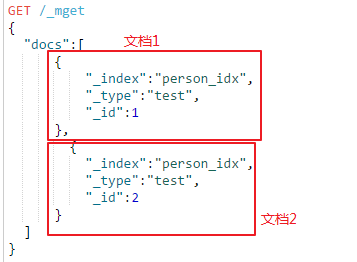 GET /_mget
{
"docs":[
文档1
{
"_index":"person_idx",
"_type":"test",
"_id":1
},
{
"_index":"person_idx",
"_type":"test",
"_id":2
}
文档2
]
}